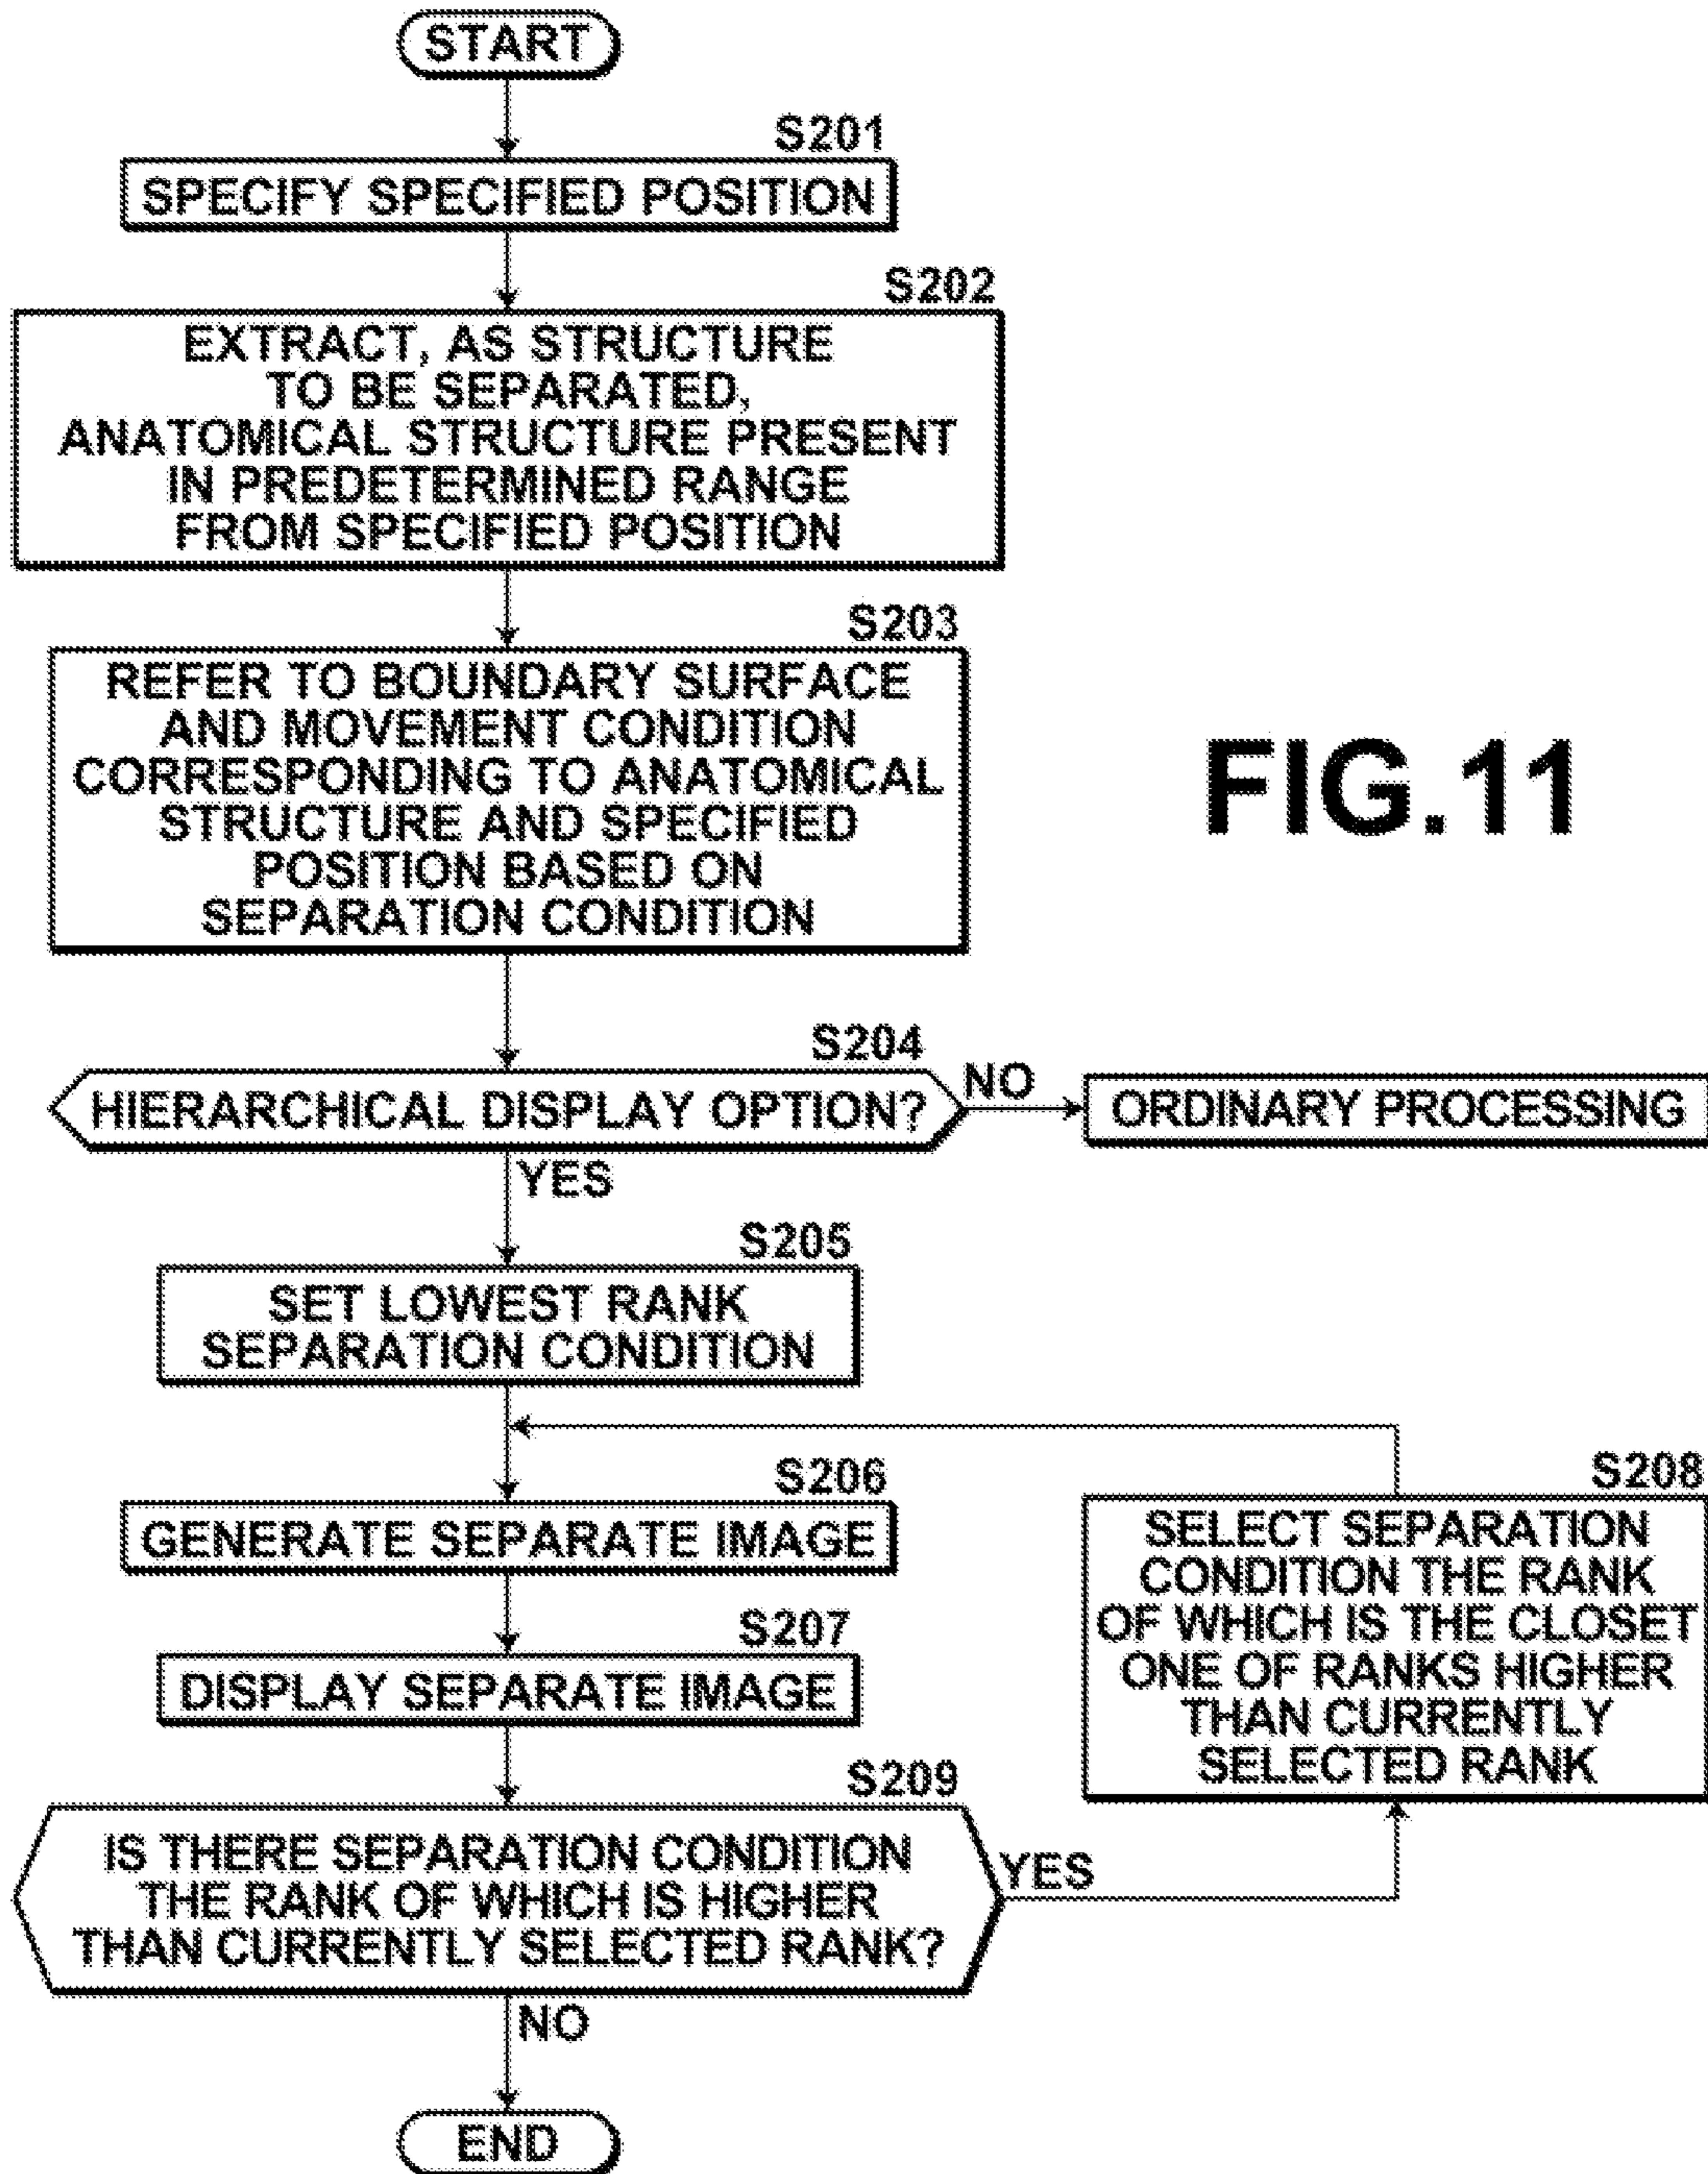 START
S201
SPECIFY SPECIFIED POSITION
S202
EXTRACT, AS STRUCTURE
TO BE SEPARATED,
ANATOMICAL STRUCTURE PRESENT
IN PREDETERMINED RANGE
FROM SPECIFIED POSITION
S203
REFER TO BOUNDARY SURFACE
AND MOVEMENT CONDITION
CORRESPONDING TO ANATOMICAL
STRUCTURE AND SPECIFIED
POSITION BASED ON
SEPARATION CONDITION
FIG.11
S204
HIERARCHICAL DISPLAY OPTION?
NO
ORDINARY PROCESSING
YES
S205
SET LOWEST RANK
SEPARATION CONDITION
S206
GENERATE SEPARATE IMAGE
S207
DISPLAY SEPARATE IMAGE
S208
SELECT SEPARATION
CONDITION THE RANK
OF WHICH IS THE CLOSET
ONE OF RANKS HIGHER
THAN CURRENTLY
SELECTED RANK
S209
IS THERE SEPARATION CONDITION
THE RANK OF WHICH IS HIGHER
THAN CURRENTLY SELECTED RANK?
YES
NO
END